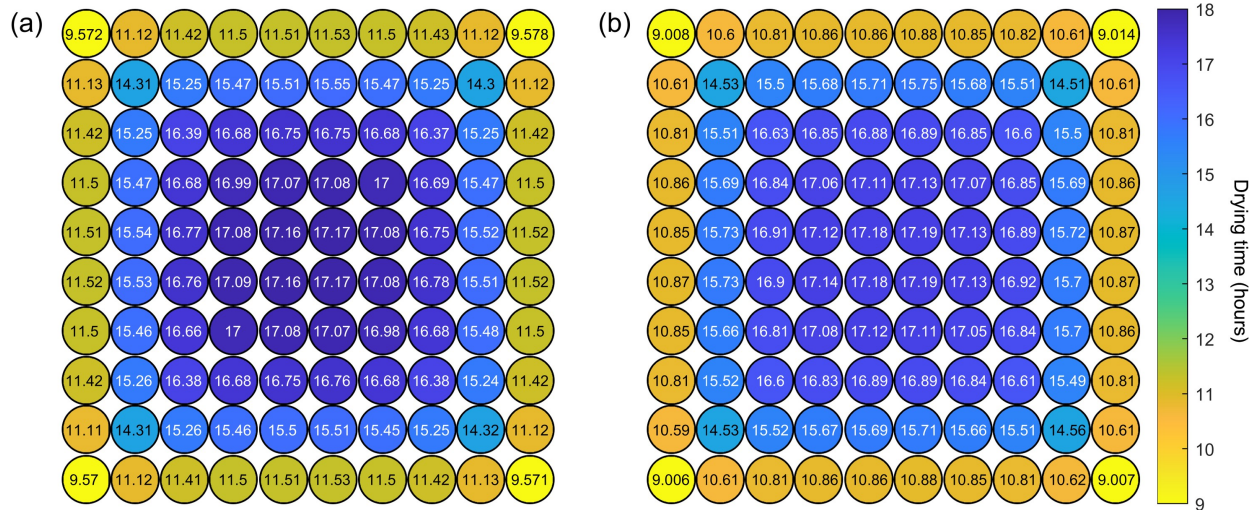 (a) 9.572 11.12 11.42 11.5 11.51 11.53 11.5 11.43 11.12 9.578
11.13 14.31 15.25 15.47 15.51 15.55 15.47 15.25 14.3 11.12
11.42 15.25 16.39 16.68 16.75 16.75 16.68 16.37 15.25 11.42
11.5 15.47 16.68 16.99 17.07 17.08 17 16.69 15.47 11.5
11.51 15.54 16.77 17.08 17.16 17.17 17.08 16.75 15.52 11.52
11.52 15.53 16.76 17.09 17.16 17.17 17.08 16.78 15.51 11.52
11.5 15.46 16.66 17 17.08 17.07 16.98 16.68 15.48 11.5
11.42 15.26 16.38 16.68 16.75 16.76 16.68 16.38 15.24 11.42
11.11 14.31 15.26 15.46 15.5 15.51 15.45 15.25 14.32 11.12
9.57 11.12 11.41 11.5 11.51 11.53 11.5 11.42 11.13 9.571
(b) 9.008 10.6 10.81 10.86 10.86 10.88 10.85 10.82 10.61 9.014
10.61 14.53 15.5 15.68 15.71 15.75 15.68 15.51 14.51 10.61
10.81 15.51 16.63 16.85 16.88 16.89 16.85 16.6 15.5 10.81
10.86 15.69 16.84 17.06 17.11 17.13 17.07 16.85 15.69 10.86
10.85 15.73 16.91 17.12 17.18 17.19 17.13 16.89 15.72 10.87
10.87 15.73 16.9 17.14 17.18 17.19 17.13 16.92 15.7 10.87
10.85 15.66 16.81 17.08 17.12 17.11 17.05 16.84 15.7 10.86
10.81 15.52 16.6 16.83 16.89 16.89 16.84 16.61 15.49 10.81
10.59 14.53 15.52 15.67 15.69 15.71 15.66 15.51 14.56 10.61
9.006 10.61 10.81 10.86 10.86 10.88 10.85 10.81 10.62 9.007
18
17
16
15
14
13
12
11
10
9
Drying time (hours)